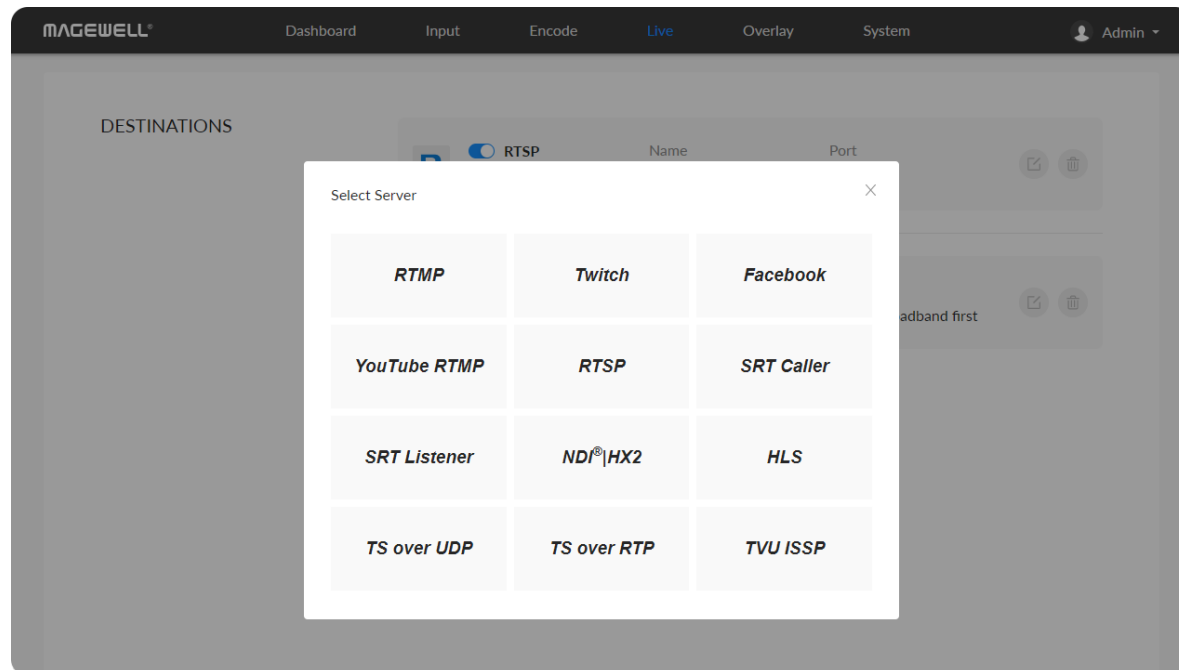 MAGEWELL®
Dashboard Input Encode Live Overlay System Admin
DESTINATIONS
RTSP Name Port
Select Server
RTMP Twitch Facebook
adband first
YouTube RTMP RTSP SRT Caller
SRT Listener NDI®|HX2 HLS
TS over UDP TS over RTP TVU ISSP